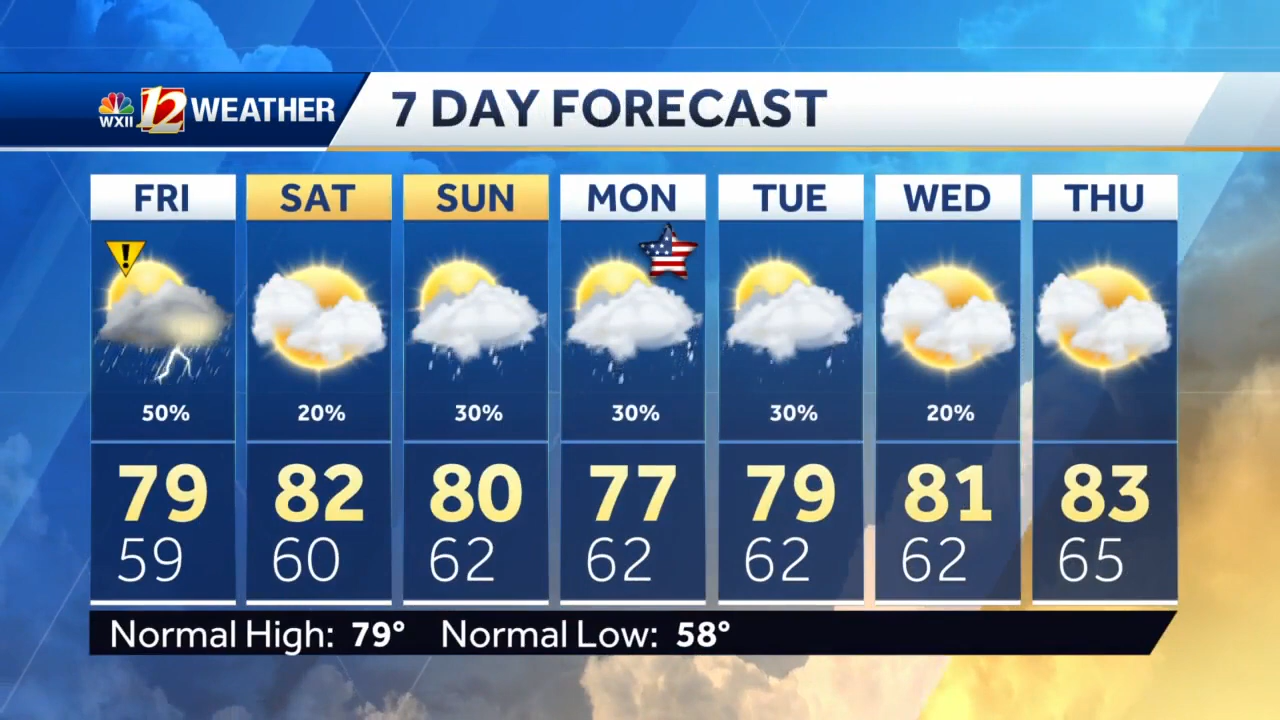 WXII 12 WEATHER
7 DAY FORECAST
FRI SAT SUN MON TUE WED THU
!
50% 20% 30% 30% 30% 20%
79 82 80 77 79 81 83
59 60 62 62 62 62 65
Normal High: 79° Normal Low: 58°